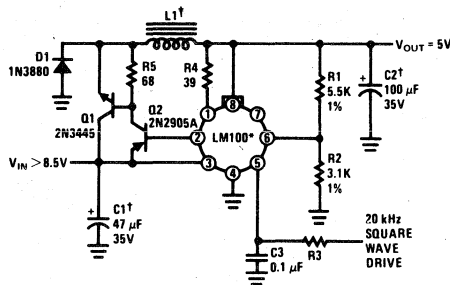 L1†
D1
1N3880
R5
68
R4
39
VOUT = 5V
R1
5.5K
1%
C2†
100 µF
35V
+
Q1
2N3445
Q2
2N2905A
1
8
7
2
LM100*
6
3
4
5
VIN > 8.5V
R2
3.1K
1%
+
C1†
47 µF
35V
C3
0.1 µF
R3
20 kHz
SQUARE
WAVE
DRIVE